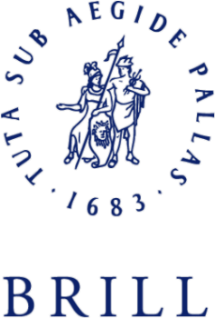 · TUTA SUB AEGIDE PALLAS ·
1683
BRILL